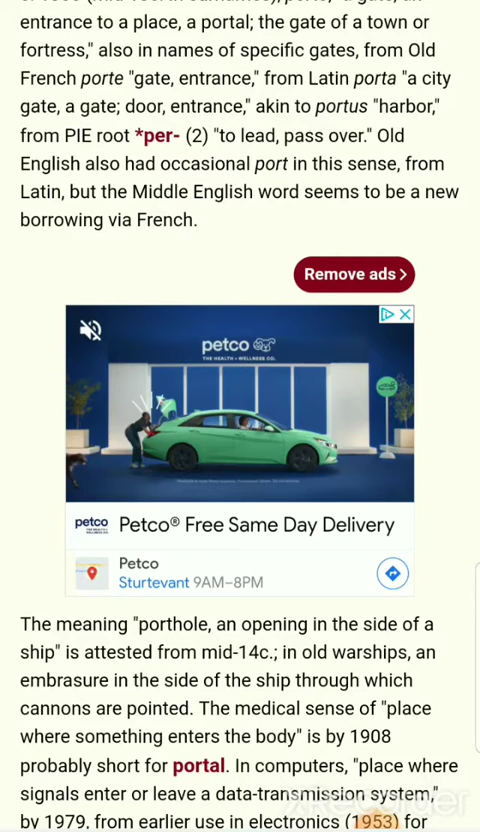 entrance to a place, a portal; the gate of a town or
fortress," also in names of specific gates, from Old
French porte "gate, entrance," from Latin porta "a city
gate, a gate; door, entrance," akin to portus "harbor,"
from PIE root *per- (2) "to lead, pass over." Old
English also had occasional port in this sense, from
Latin, but the Middle English word seems to be a new
borrowing via French.
Remove ads >
petco
THE HEALTH + WELLNESS CO.
petco
THE HEALTH +
WELLNESS CO.
Petco® Free Same Day Delivery
Petco
Sturtevant 9AM–8PM
The meaning "porthole, an opening in the side of a
ship" is attested from mid-14c.; in old warships, an
embrasure in the side of the ship through which
cannons are pointed. The medical sense of "place
where something enters the body" is by 1908
probably short for portal. In computers, "place where
signals enter or leave a data-transmission system,"
by 1979, from earlier use in electronics (1953) for
XRecorder